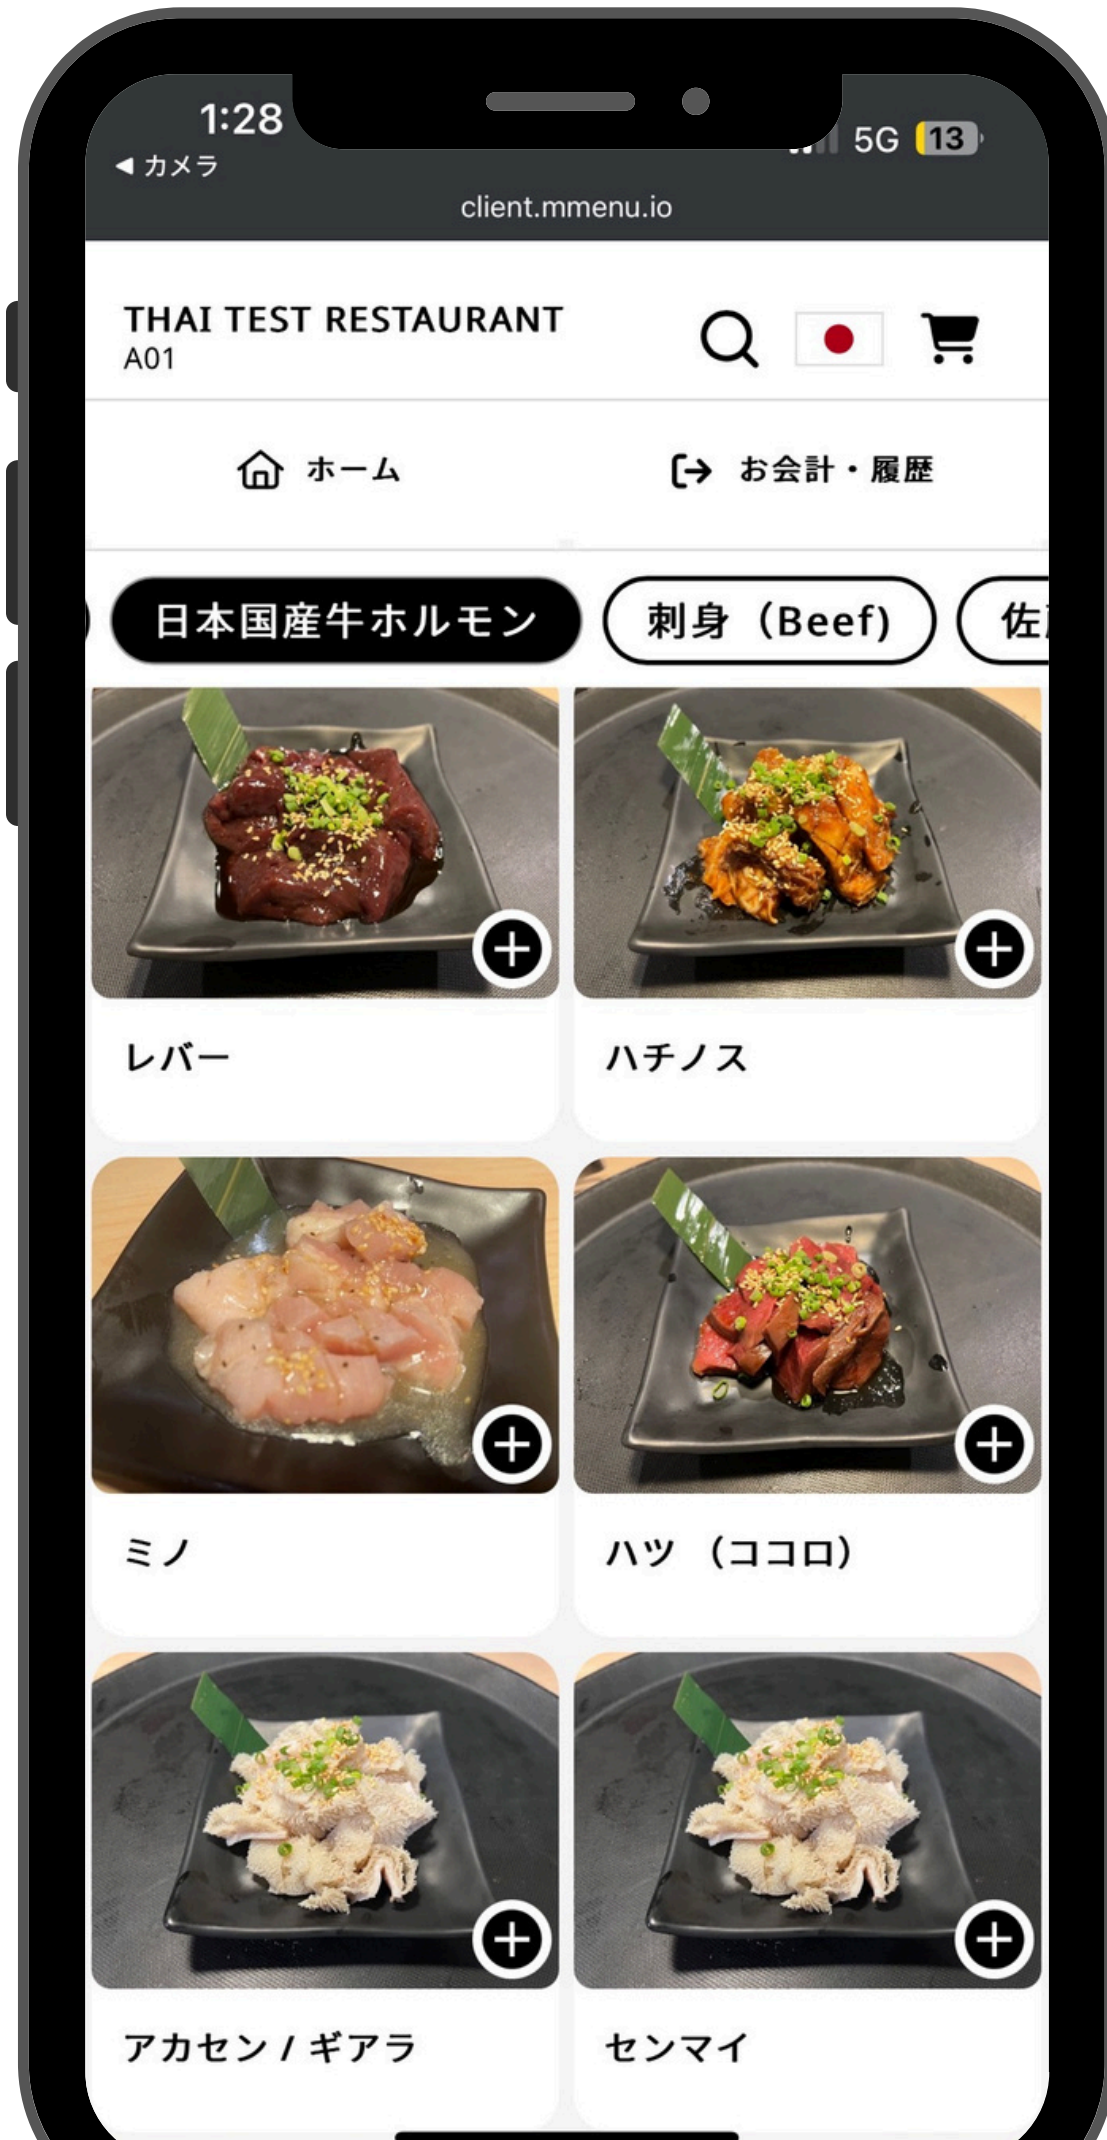 1:28
5G 13
◀ カメラ
client.mmenu.io
THAI TEST RESTAURANT
A01
ホーム
お会計・履歴
日本国産牛ホルモン
刺身（Beef)
佐
レバー
ハチノス
ミノ
ハツ （ココロ）
アカセン / ギアラ
センマイ